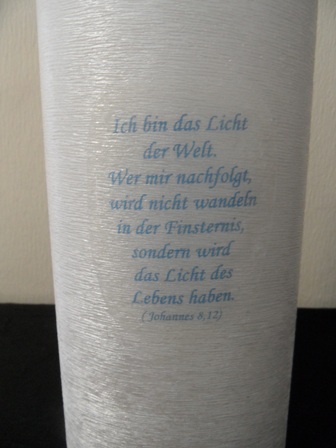 Ich bin das Licht
der Welt.
Wer mir nachfolgt,
wird nicht wandeln
in der Finsternis,
sondern wird
das Licht des
Lebens haben.
( Johannes 8,12)